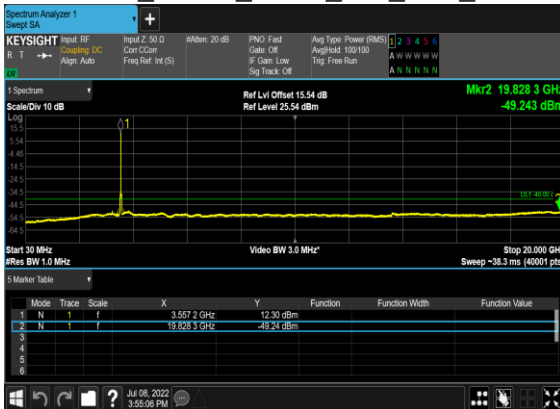 Spectrum Analyzer 1
Swept SA
+
KEYSIGHT
R T
LXI
Input: RF
Coupling: DC
Align: Auto
Input Z: 50 Ω
Corr CCorr
Freq Ref: Int (S)
#Atten: 20 dB
PNO: Fast
Gate: Off
IF Gain: Low
Sig Track: Off
Avg Type: Power (RMS)
Avg|Hold: 100/100
Trig: Free Run
1 2 3 4 5 6
A W W W W W
A N N N N N
1 Spectrum
Scale/Div 10 dB
Ref Lvl Offset 15.54 dB
Ref Level 25.54 dBm
Mkr2 19.828 3 GHz
-49.243 dBm
Log
1
15.5
5.54
-4.46
-14.5
-24.5
-34.5
-44.5
-54.5
-64.5
Start 30 MHz
#Res BW 1.0 MHz
Video BW 3.0 MHz*
Stop 20.000 GHz
Sweep ~38.3 ms (40001 pts)
5 Marker Table
Mode Trace Scale X Y Function Function Width Function Value
1 N 1 f 3.557 2 GHz 12.30 dBm
2 N 1 f 19.828 3 GHz -49.24 dBm
3
4
5
6
?
Jul 08, 2022
3:55:06 PM